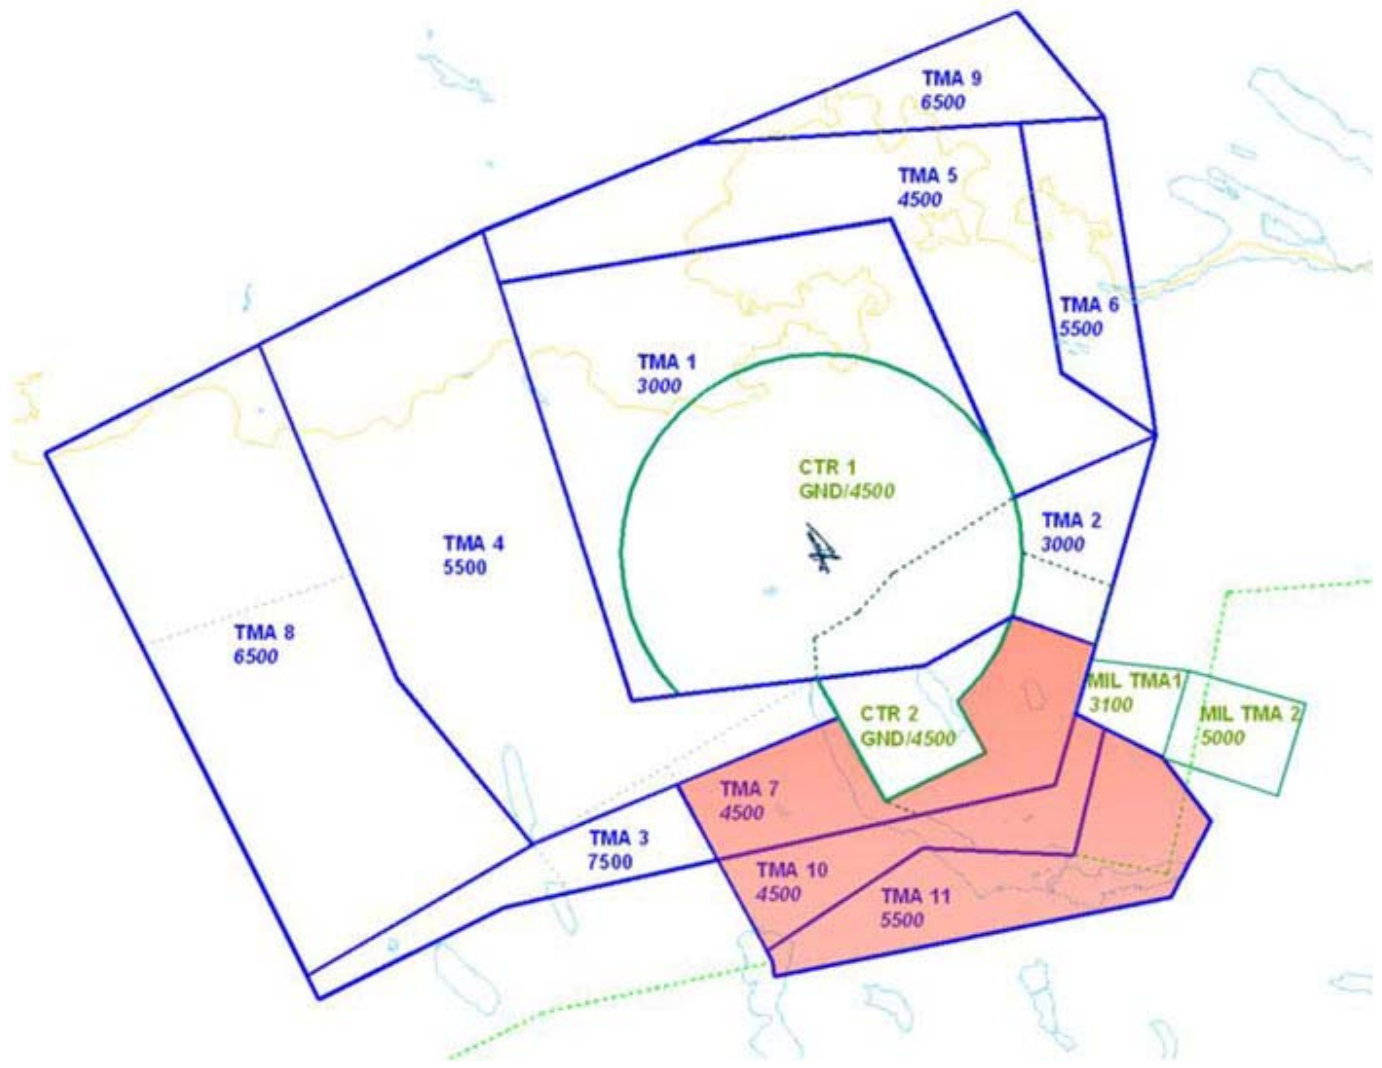 TMA 9
6500
TMA 5
4500
TMA 6
5500
TMA 1
3000
CTR 1
GND/4500
TMA 2
3000
TMA 4
5500
TMA 8
6500
MIL TMA1
3100
MIL TMA 2
5000
CTR 2
GND/4500
TMA 7
4500
TMA 3
7500
TMA 10
4500
TMA 11
5500